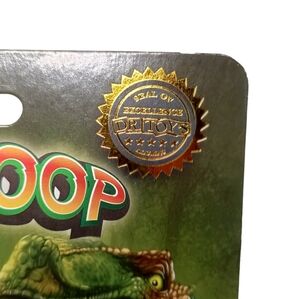 SEAL OF
EXCELLENCE
DR TOYS
OOP